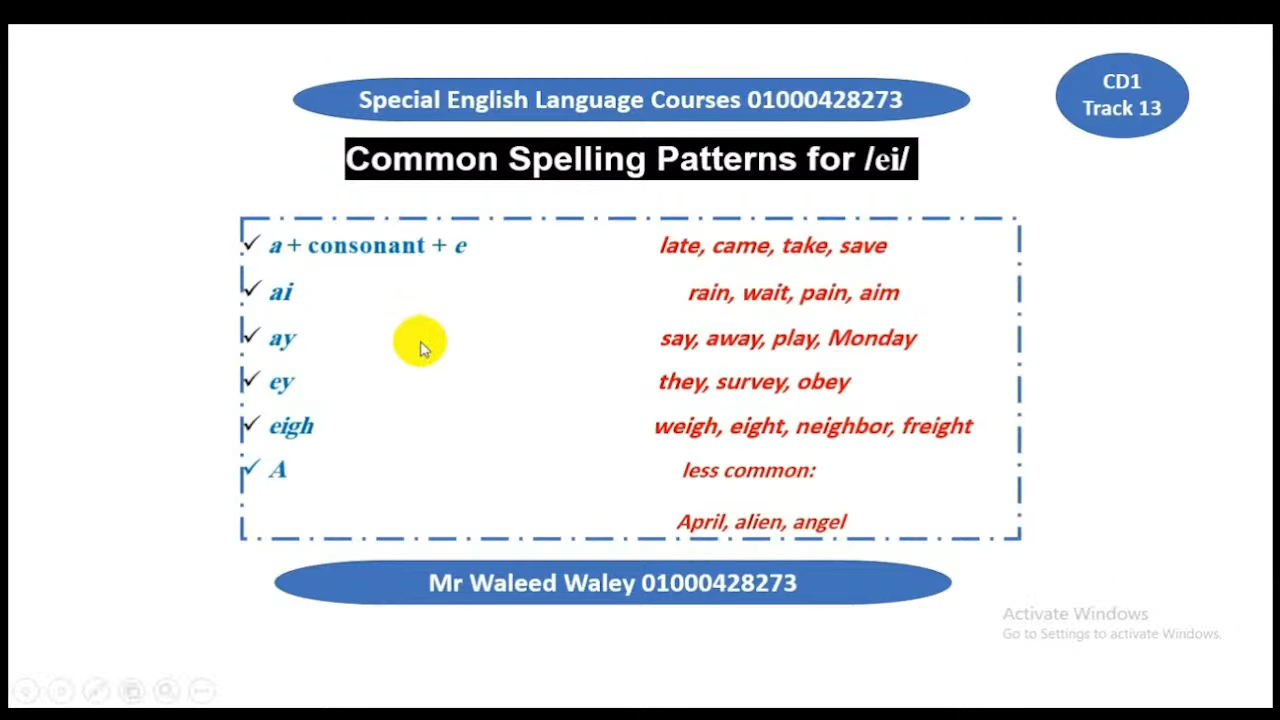 CD1
Track 13
Special English Language Courses 01000428273
Common Spelling Patterns for /ei/
a + consonant + e late, came, take, save
ai rain, wait, pain, aim
ay say, away, play, Monday
ey they, survey, obey
eigh weigh, eight, neighbor, freight
A less common:
April, alien, angel
Mr Waleed Waley 01000428273
Activate Windows
Go to Settings to activate Windows.